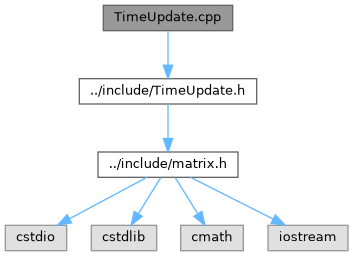 TimeUpdate.cpp
../include/TimeUpdate.h
../include/matrix.h
cstdio
cstdlib
cmath
iostream